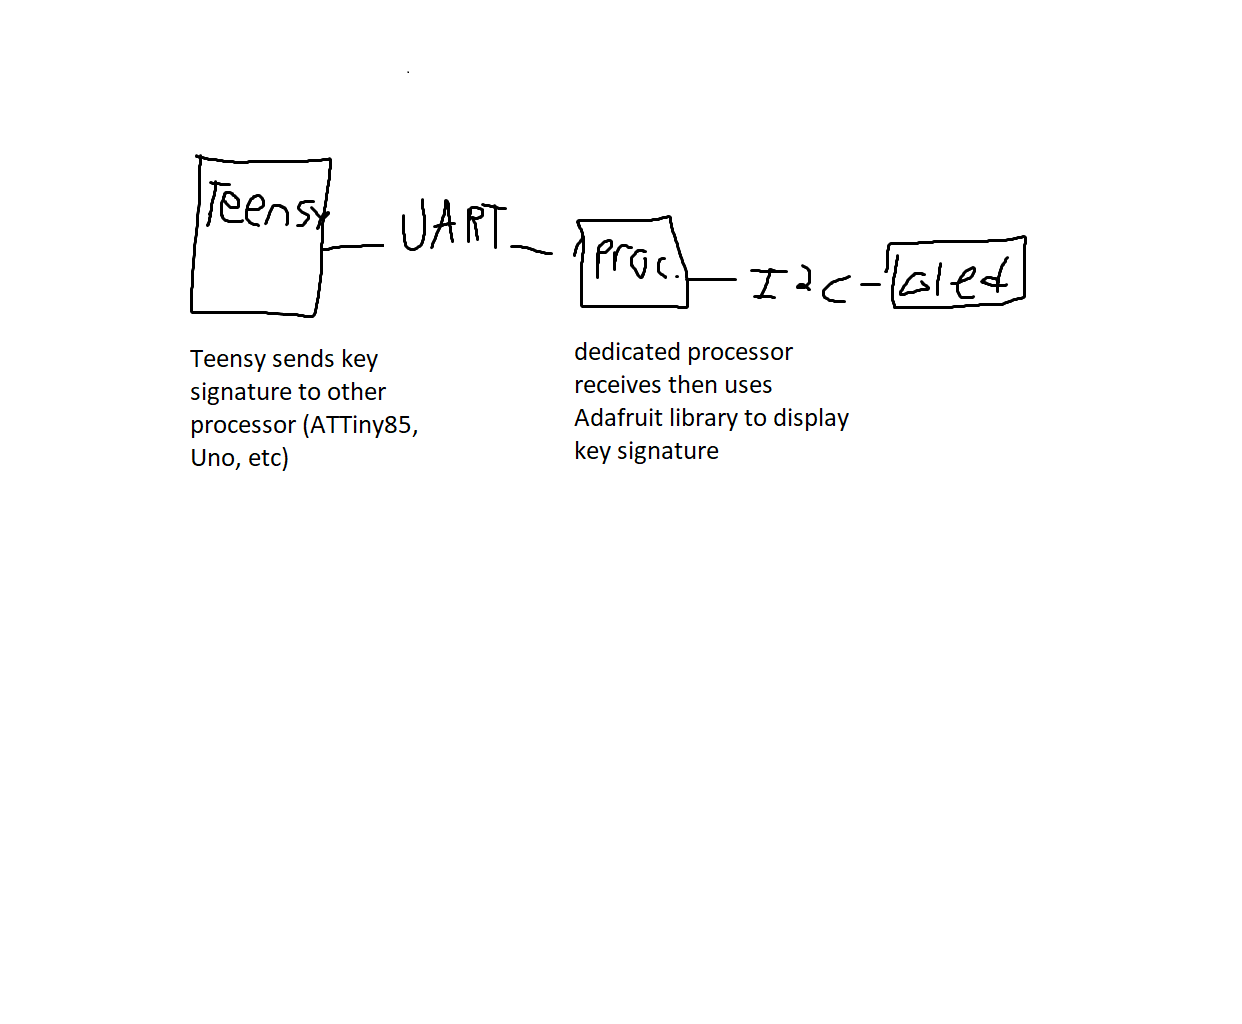 Teensy
UART
proc.
I2C
oled
Teensy sends key
signature to other
processor (ATTiny85,
Uno, etc)
dedicated processor
receives then uses
Adafruit library to display
key signature